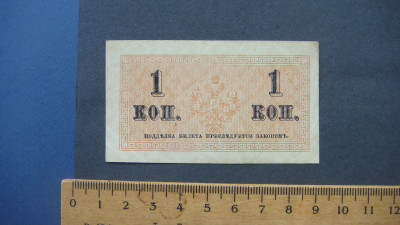 1 1
КОП. КОП.
ПОДДѢЛКА БИЛЕТА ПРЕСЛѢДУЕТСЯ ЗАКОНОМЪ.
0 1 2 3 4 5 6 7 8 9 10 11 12